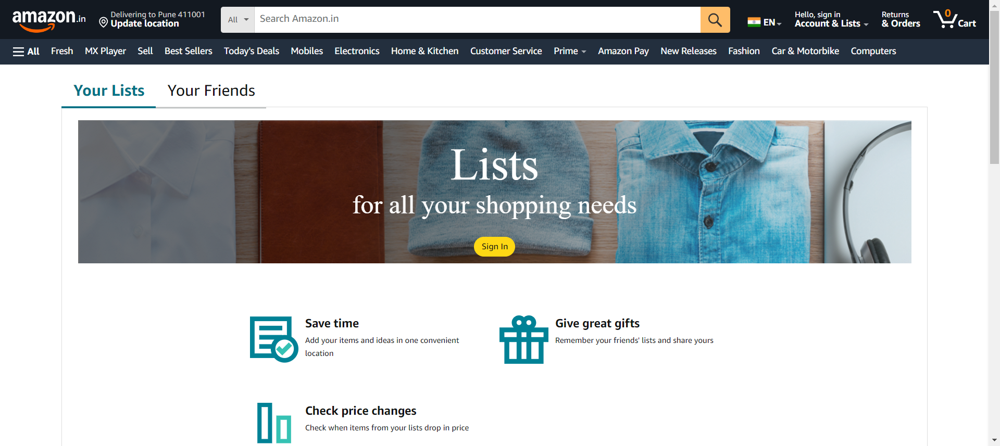 amazon.in
Delivering to Pune 411001
Update location
All
Search Amazon.in
EN
Hello, sign in
Account & Lists
Returns
& Orders
0
Cart
All Fresh MX Player Sell Best Sellers Today's Deals Mobiles Electronics Home & Kitchen Customer Service Prime Amazon Pay New Releases Fashion Car & Motorbike Computers
Your Lists Your Friends
Lists
for all your shopping needs
Sign In
Save time
Add your items and ideas in one convenient
location
Give great gifts
Remember your friends' lists and share yours
Check price changes
Check when items from your lists drop in price